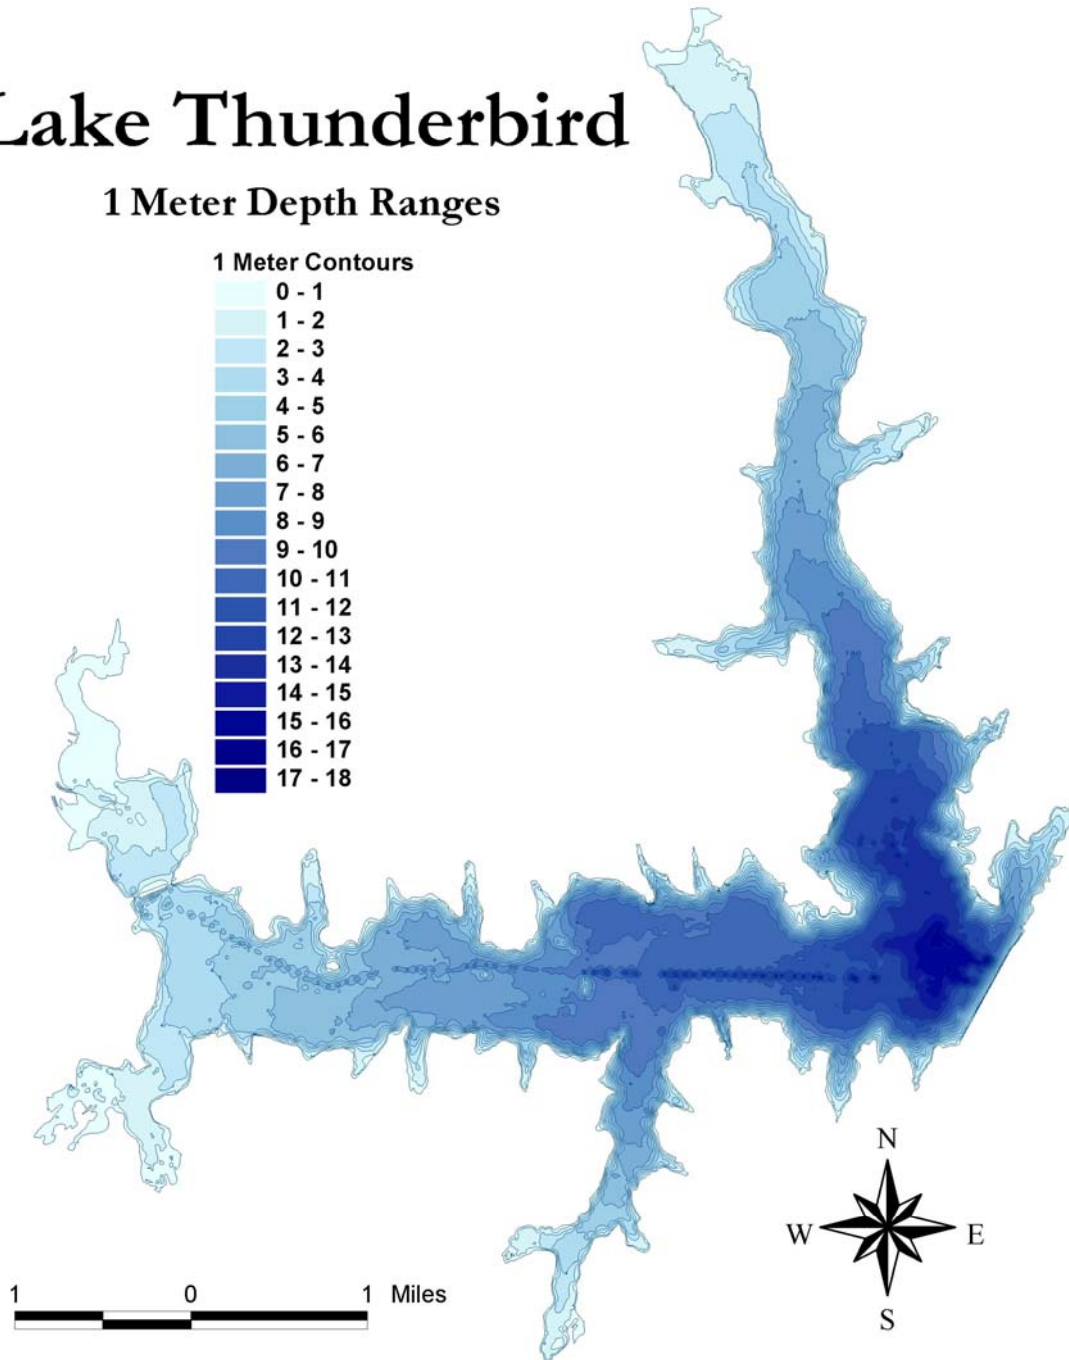 Lake Thunderbird
1 Meter Depth Ranges
1 Meter Contours
0 - 1
1 - 2
2 - 3
3 - 4
4 - 5
5 - 6
6 - 7
7 - 8
8 - 9
9 - 10
10 - 11
11 - 12
12 - 13
13 - 14
14 - 15
15 - 16
16 - 17
17 - 18
N
W E
S
1 0 1 Miles